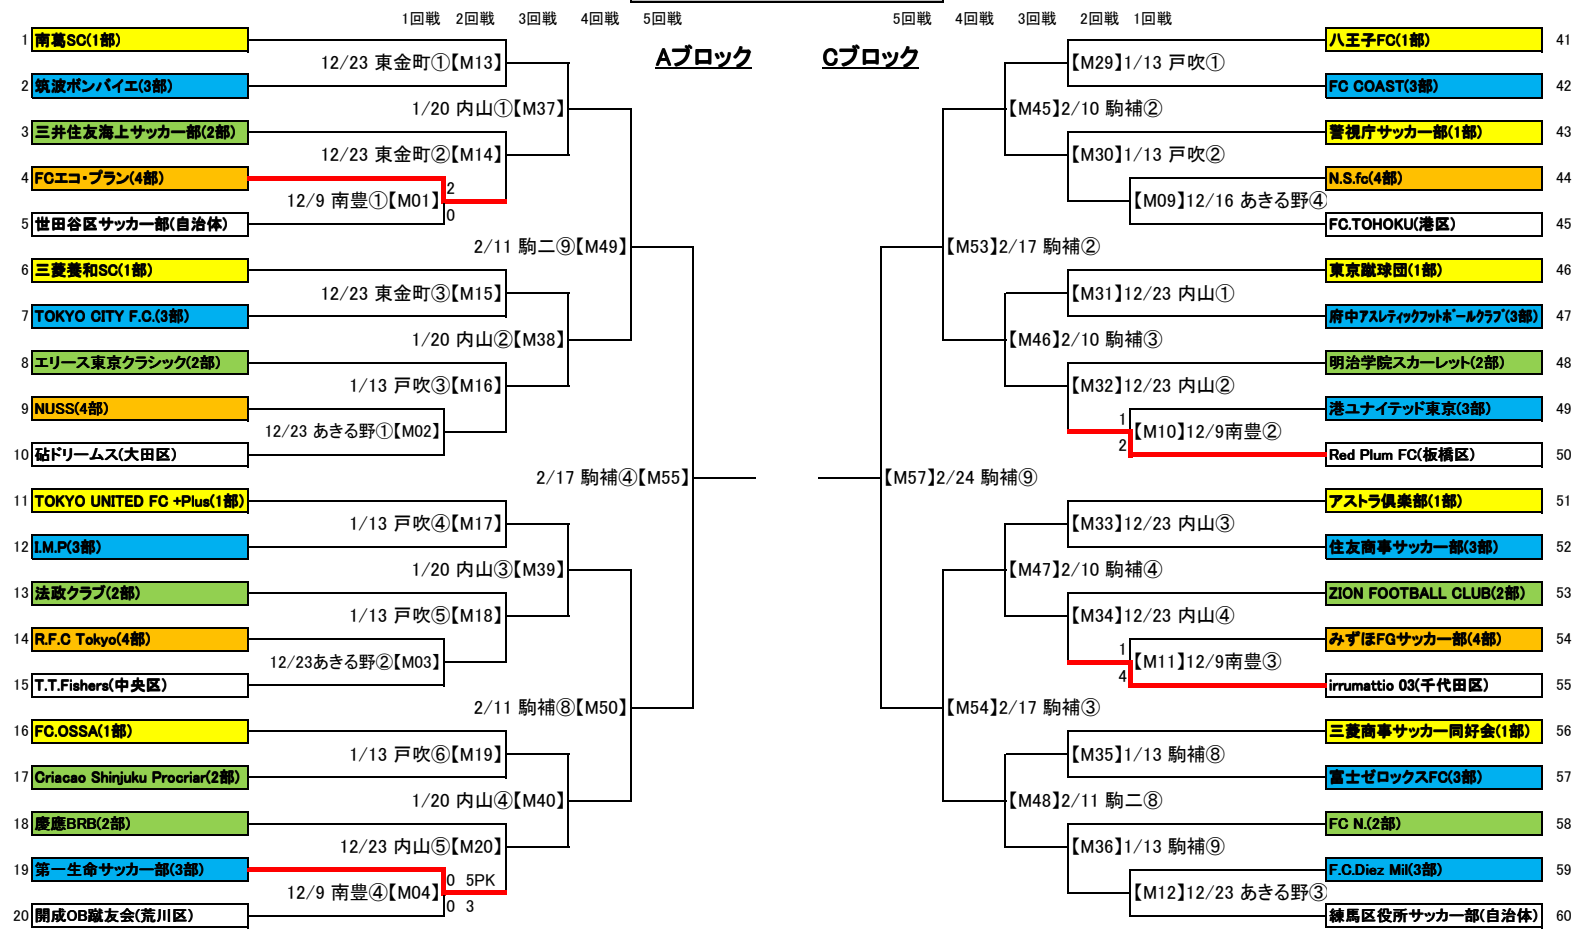 1回戦 2回戦 3回戦 4回戦 5回戦
5回戦 4回戦 3回戦 2回戦 1回戦
Aブロック
Cブロック
1 南葛SC(1部)
12/23 東金町①【M13】
2 筑波ボンバイエ(3部)
1/20 内山①【M37】
3 三井住友海上サッカー部(2部)
12/23 東金町②【M14】
4 FCエコ・プラン(4部)
2
12/9 南豊①【M01】
0
5 世田谷区サッカー部(自治体)
2/11 駒二⑨【M49】
6 三菱養和SC(1部)
12/23 東金町③【M15】
7 TOKYO CITY F.C.(3部)
1/20 内山②【M38】
8 エリース東京クラシック(2部)
1/13 戸吹③【M16】
9 NUSS(4部)
12/23 あきる野①【M02】
10 砧ドリームス(大田区)
2/17 駒補④【M55】
11 TOKYO UNITED FC +Plus(1部)
1/13 戸吹④【M17】
12 I.M.P(3部)
1/20 内山③【M39】
13 法政クラブ(2部)
1/13 戸吹⑤【M18】
14 R.F.C Tokyo(4部)
12/23あきる野②【M03】
15 T.T.Fishers(中央区)
2/11 駒補⑧【M50】
16 FC.OSSA(1部)
1/13 戸吹⑥【M19】
17 Criacao Shinjuku Procriar(2部)
1/20 内山④【M40】
18 慶應BRB(2部)
12/23 内山⑤【M20】
19 第一生命サッカー部(3部)
0 5PK
12/9 南豊④【M04】
0 3
20 開成OB蹴友会(荒川区)
八王子FC(1部) 41
【M29】1/13 戸吹①
FC COAST(3部) 42
【M45】2/10 駒補②
警視庁サッカー部(1部) 43
【M30】1/13 戸吹②
N.S.fc(4部) 44
【M09】12/16 あきる野④
FC.TOHOKU(港区) 45
【M53】2/17 駒補②
東京蹴球団(1部) 46
【M31】12/23 内山①
府中ｱｽﾚﾃｨｯｸﾌｯﾄﾎﾞｰﾙｸﾗﾌﾞ(3部) 47
【M46】2/10 駒補③
明治学院スカーレット(2部) 48
【M32】12/23 内山②
港ユナイテッド東京(3部) 49
1
【M10】12/9南豊②
2
Red Plum FC(板橋区) 50
【M57】2/24 駒補⑨
アストラ倶楽部(1部) 51
【M33】12/23 内山③
住友商事サッカー部(3部) 52
【M47】2/10 駒補④
ZION FOOTBALL CLUB(2部) 53
【M34】12/23 内山④
みずほFGサッカー部(4部) 54
1
【M11】12/9南豊③
4
irrumattio 03(千代田区) 55
【M54】2/17 駒補③
三菱商事サッカー同好会(1部) 56
【M35】1/13 駒補⑧
富士ゼロックスFC(3部) 57
【M48】2/11 駒二⑧
FC N.(2部) 58
【M36】1/13 駒補⑨
F.C.Diez Mil(3部) 59
【M12】12/23 あきる野③
練馬区役所サッカー部(自治体) 60